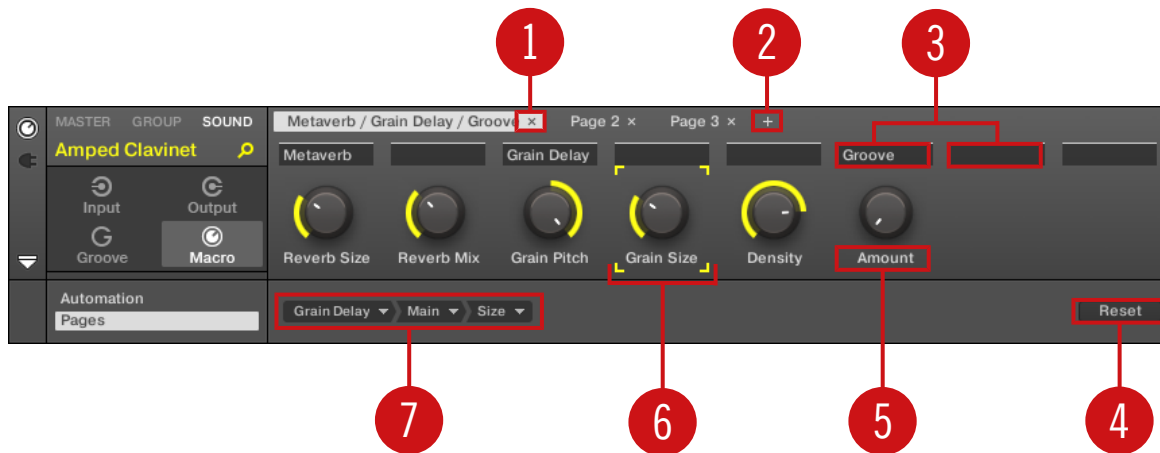 1 2 3
MASTER GROUP SOUND
Metaverb / Grain Delay / Groove × Page 2 × Page 3 × +
Amped Clavinet
Metaverb Grain Delay Groove
Input Output
Groove Macro
Reverb Size Reverb Mix Grain Pitch Grain Size Density Amount
Automation
Pages
Grain Delay Main Size Reset
7 6 5 4